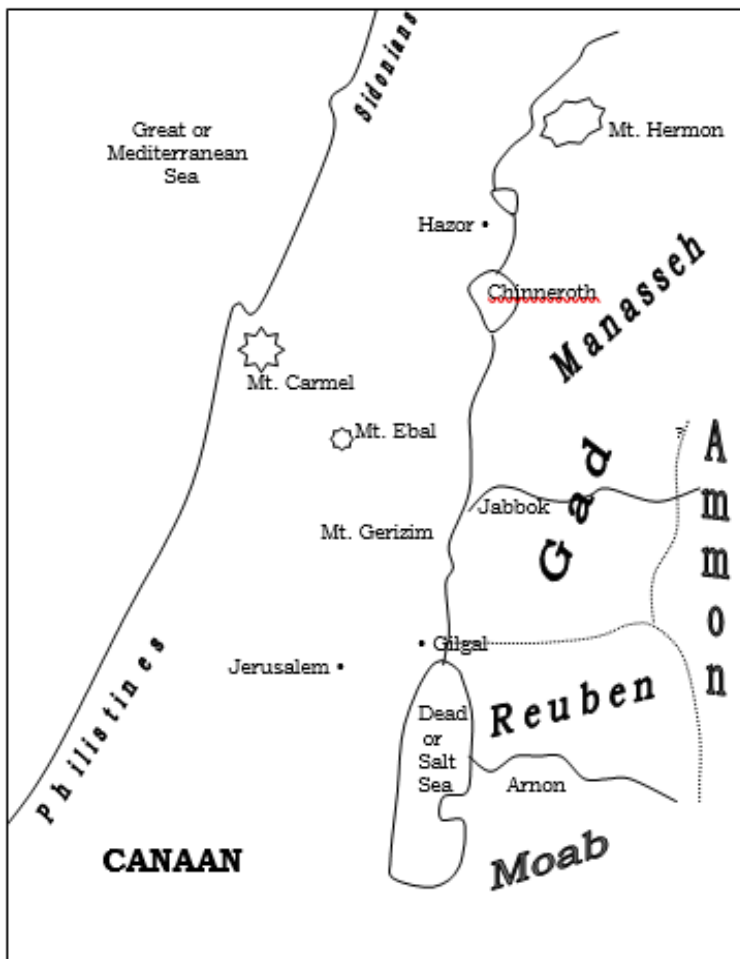 Sidonians
Great or
Mediterranean
Sea
Mt. Hermon
Hazor
Chinneroth
Manasseh
Mt. Carmel
Mt. Ebal
Ammon
Gad
Jabbok
Mt. Gerizim
Gilgal
Jerusalem
Philistines
Reuben
Dead
or
Salt
Sea
Arnon
CANAAN
Moab